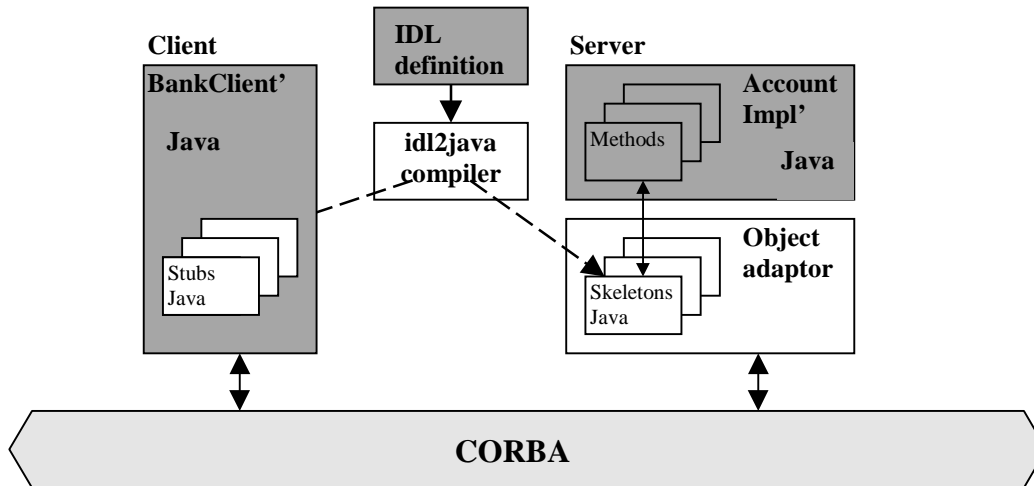 Client
BankClient’
Java
Stubs
Java
IDL
definition
idl2java
compiler
Server
Account
Impl’
Java
Methods
Object
adaptor
Skeletons
Java
CORBA